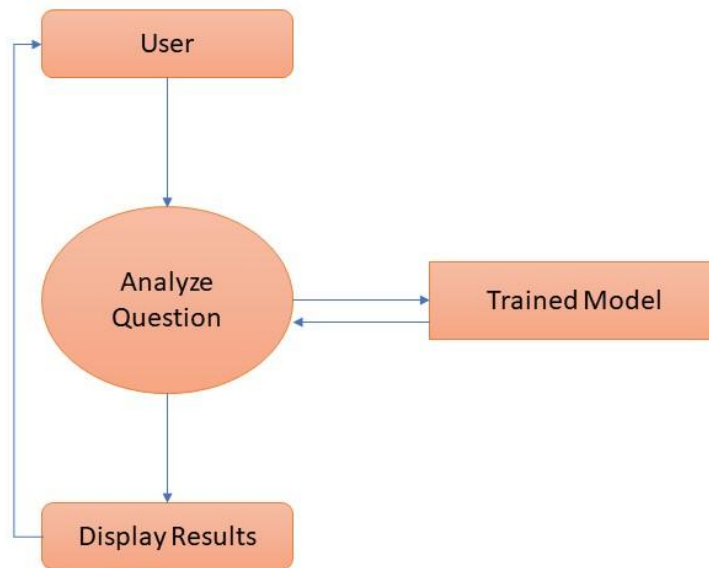 User
Analyze
Question
Trained Model
Display Results